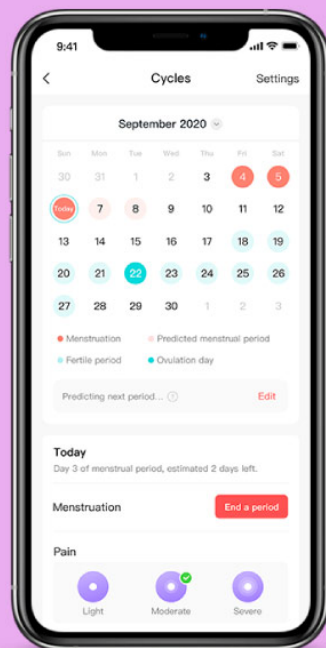 9:41
Cycles Settings
September 2020
Sun Mon Tue Wed Thu Fri Sat
30 31 1 2 3 4 5
Today 7 8 9 10 11 12
13 14 15 16 17 18 19
20 21 22 23 24 25 26
27 28 29 30 1 2 3
Menstruation Predicted menstrual period
Fertile period Ovulation day
Predicting next period... ? Edit
Today
Day 3 of menstrual period, estimated 2 days left.
Menstruation End a period
Pain
Light Moderate Severe